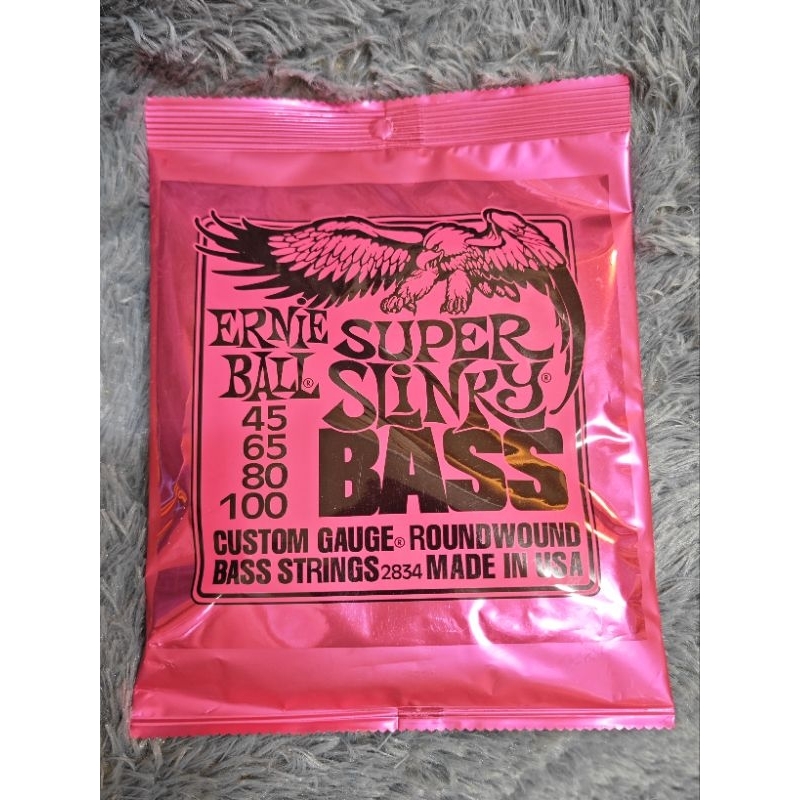 ERNIE
BALL®
SUPER
SLINKY®
BASS
45
65
80
100
CUSTOM GAUGE® ROUNDWOUND
BASS STRINGS 2834 MADE IN USA